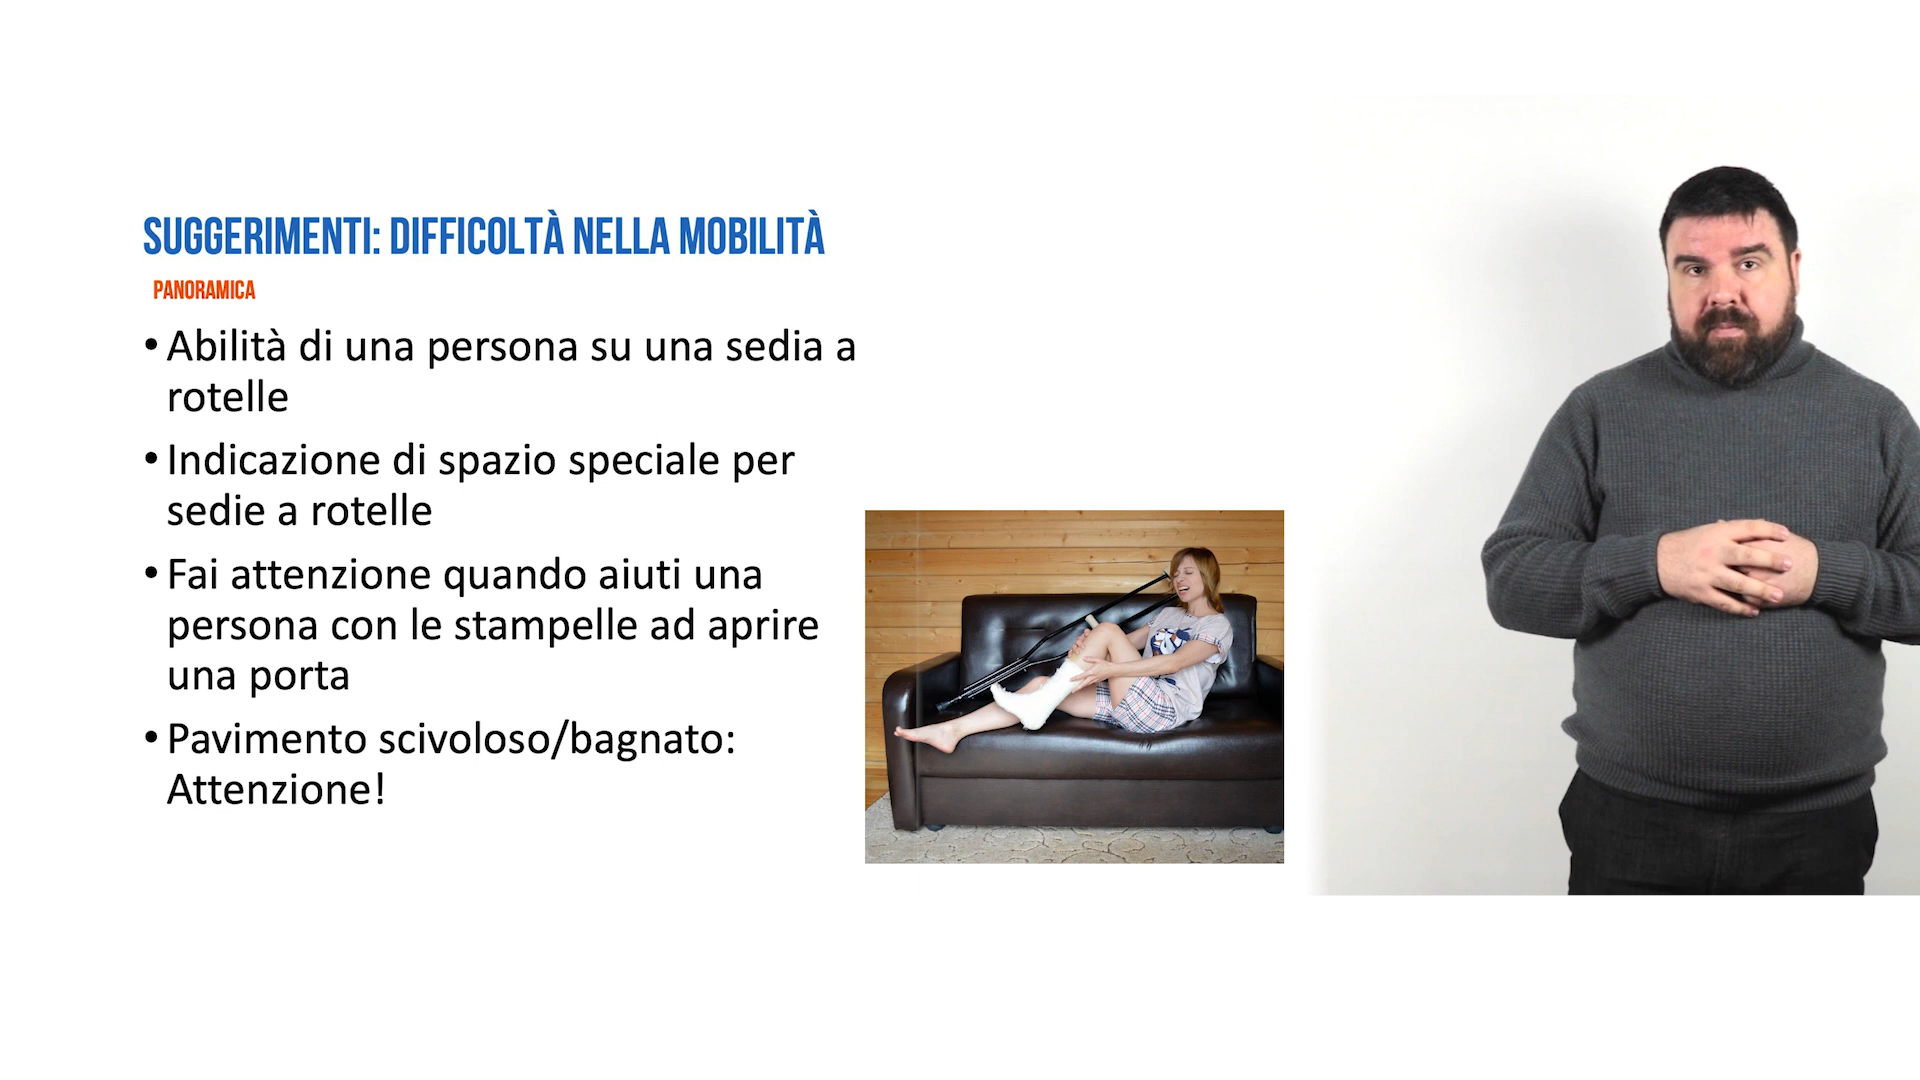 SUGGERIMENTI: DIFFICOLTÀ NELLA MOBILITÀ
PANORAMICA
• Abilità di una persona su una sedia a
rotelle
• Indicazione di spazio speciale per
sedie a rotelle
• Fai attenzione quando aiuti una
persona con le stampelle ad aprire
una porta
• Pavimento scivoloso/bagnato:
Attenzione!